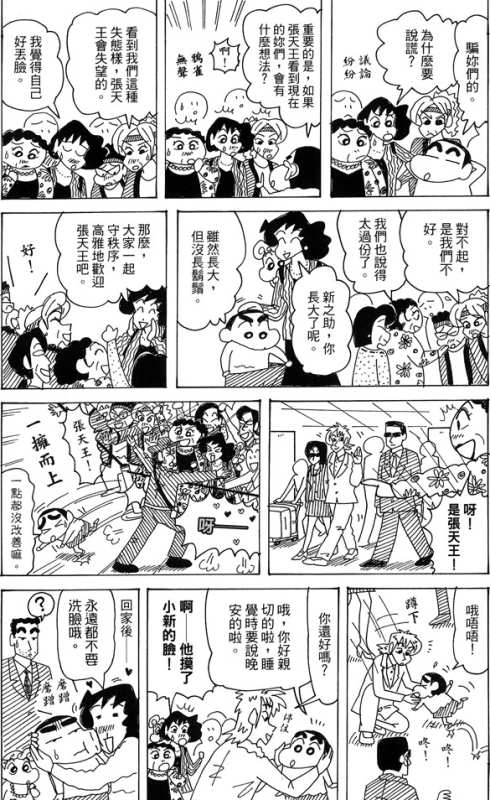 騙妳們的。
為什麼要
說謊？
議論
紛紛
重要的是，如果
張天王看到現在
的妳們，會有
什麼想法？
啊！
鴉雀
無聲
看到我們這種
失態樣，張天
王會失望的。
我覺得自己
好丟臉。
對不起，
是我們不
好。
我們也說得
太過份了。
新之助，你
長大了呢。
雖然長大，
但沒長鬍鬚。
那麼，
大家一起
守秩序，
高雅地歡迎
張天王吧。
好！
呀！
是張天王！
呀
張天王！
一擁而上
一點都沒改善嘛。
哦唔唔！
蹲下
咚！
咚！
你還好嗎？
哦，你好親
切的啦，睡
覺時要說晚
安的啦。
啊，他摸了
小新的臉！
回家後，
永遠都不要
洗臉哦。
磨蹭
磨蹭
？